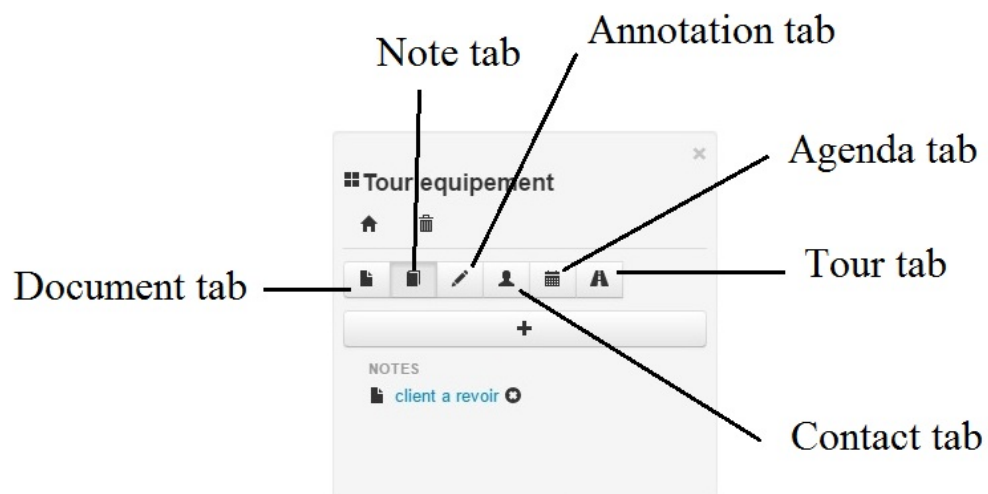 Annotation tab
Note tab
Agenda tab
Tour equipement
Tour tab
Document tab
NOTES
client a revoir
Contact tab